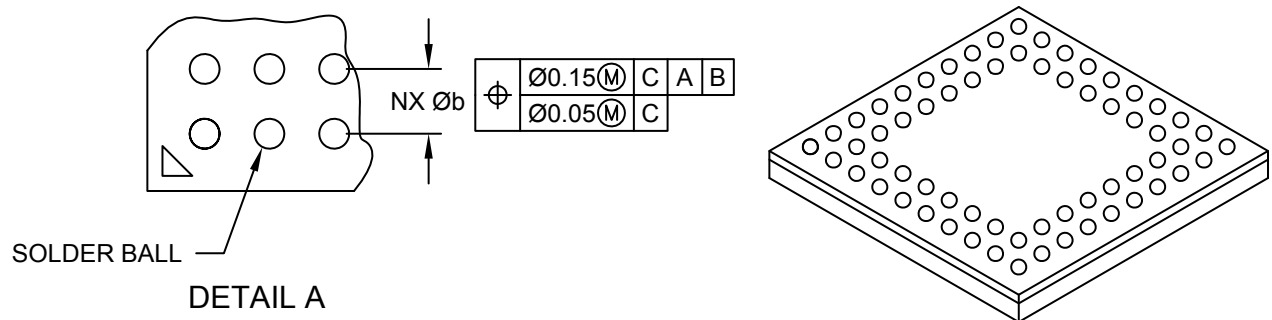 NX Øb
⌖ Ø0.15Ⓜ C A B
Ø0.05Ⓜ C
SOLDER BALL
DETAIL A